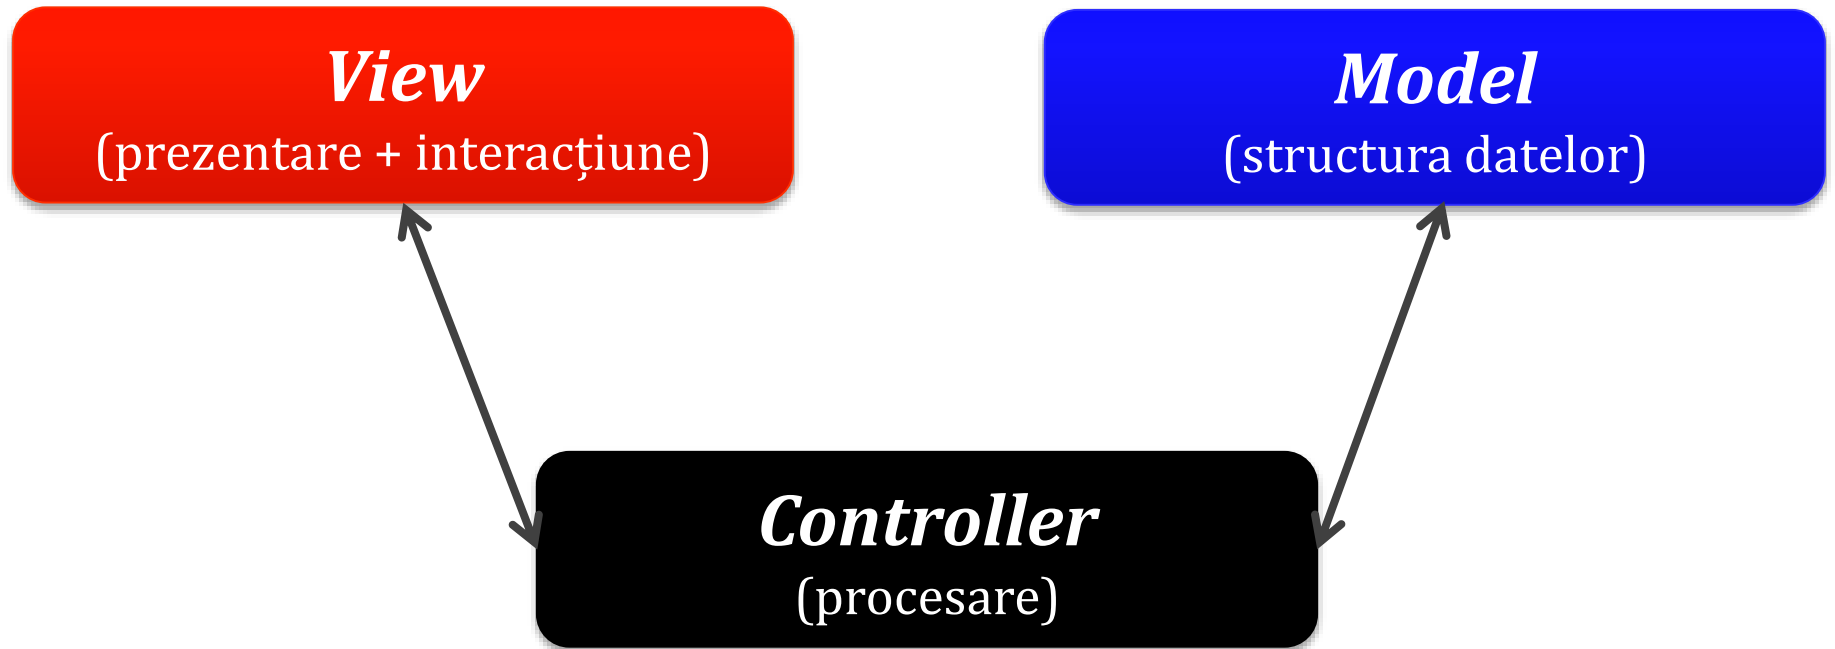 View
(prezentare + interacțiune)
Model
(structura datelor)
Controller
(procesare)